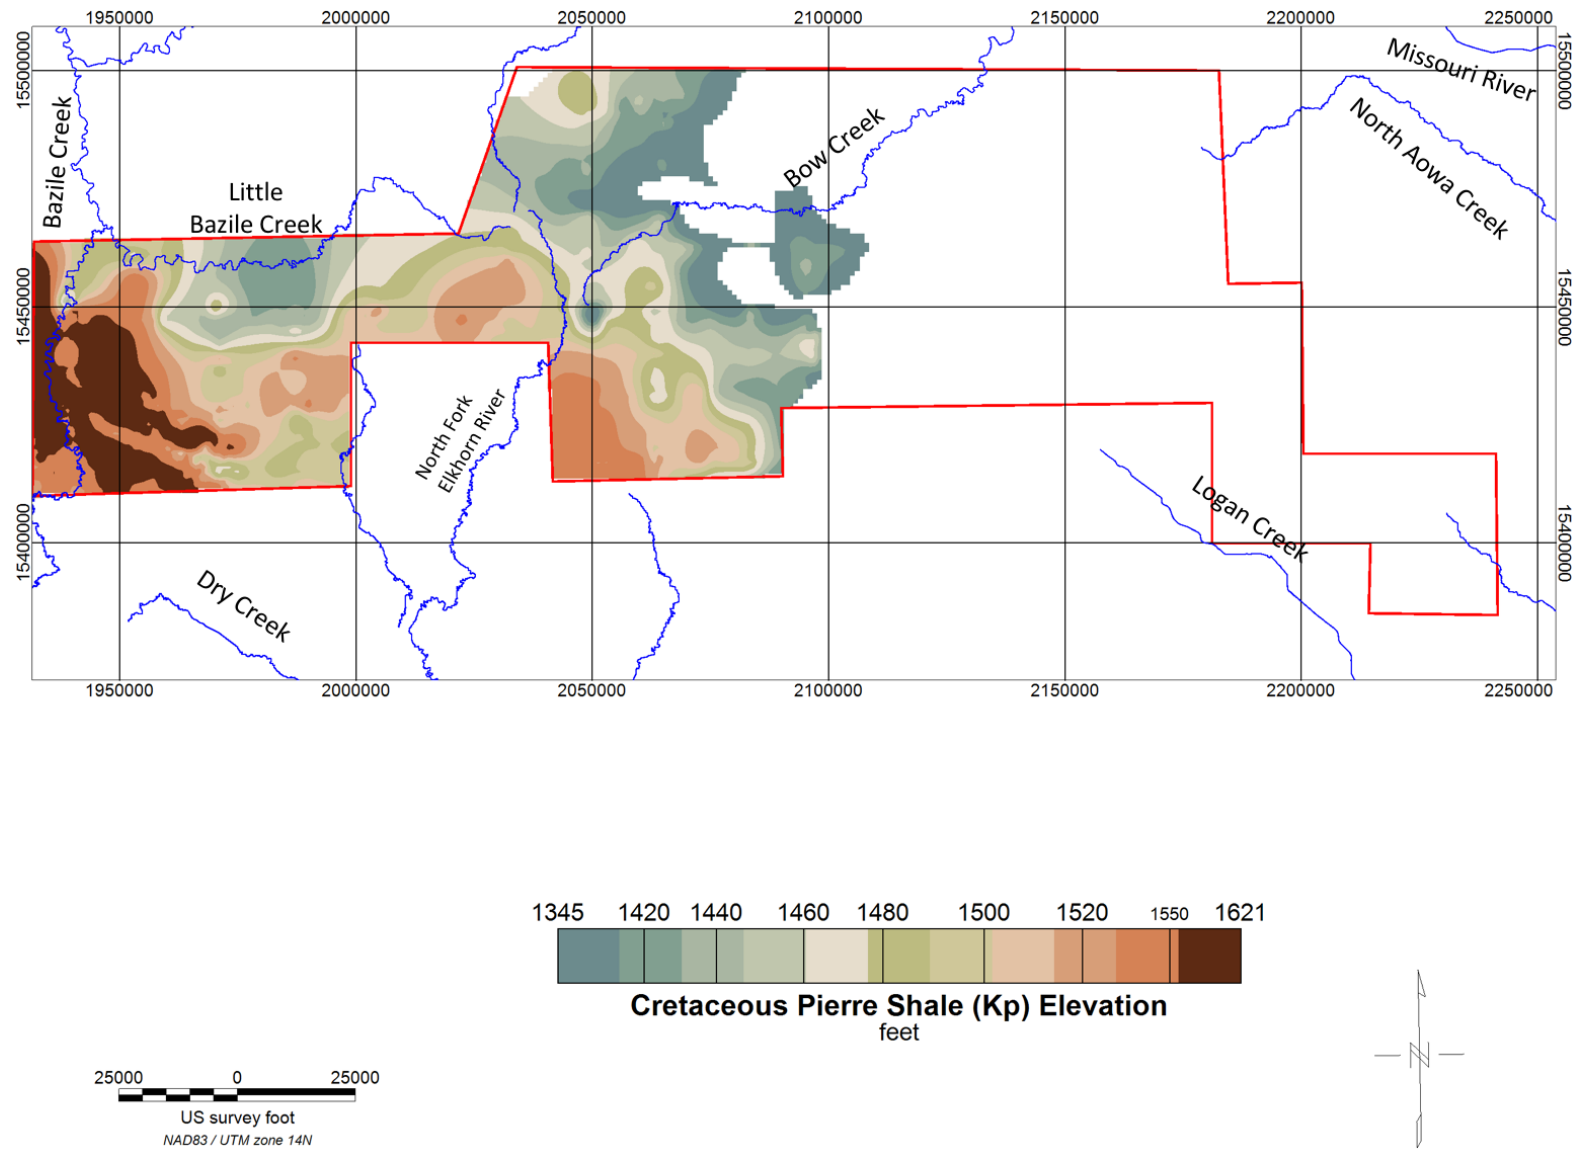 1950000 2000000 2050000 2100000 2150000 2200000 2250000
15500000
15500000
Missouri River
North Aowa Creek
Bow Creek
Bazile Creek
Little
Bazile Creek
15450000
15450000
North Fork
Elkhorn River
Logan Creek
15400000
15400000
Dry Creek
1950000 2000000 2050000 2100000 2150000 2200000 2250000
1345 1420 1440 1460 1480 1500 1520 1550 1621
Cretaceous Pierre Shale (Kp) Elevation
feet
25000 0 25000
US survey foot
NAD83 / UTM zone 14N
N